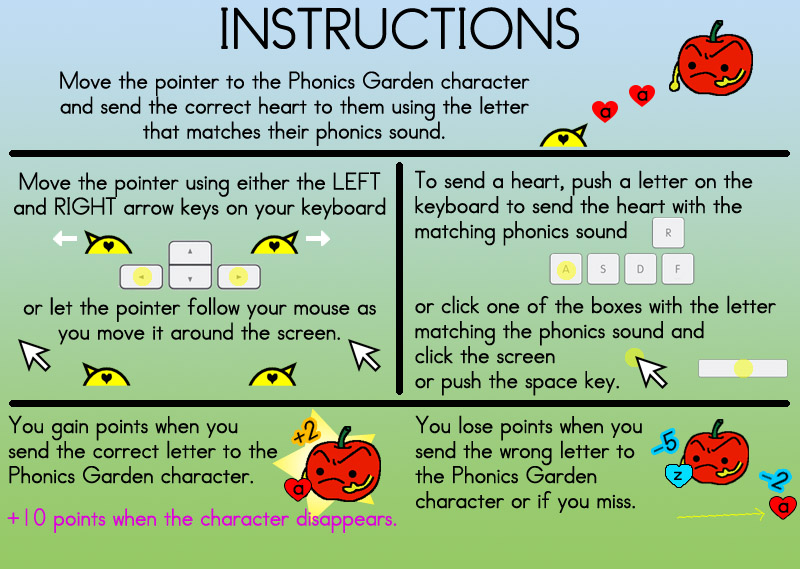 INSTRUCTIONS
Move the pointer to the Phonics Garden character
and send the correct heart to them using the letter
that matches their phonics sound.
a
a
Move the pointer using either the LEFT
and RIGHT arrow keys on your keyboard
or let the pointer follow your mouse as
you move it around the screen.
To send a heart, push a letter on the
keyboard to send the heart with the
matching phonics sound
R
A S D F
or click one of the boxes with the letter
matching the phonics sound and
click the screen
or push the space key.
You gain points when you
send the correct letter to the
Phonics Garden character.
+2
a
+10 points when the character disappears.
You lose points when you
send the wrong letter to
the Phonics Garden
character or if you miss.
-5
z
-2
a